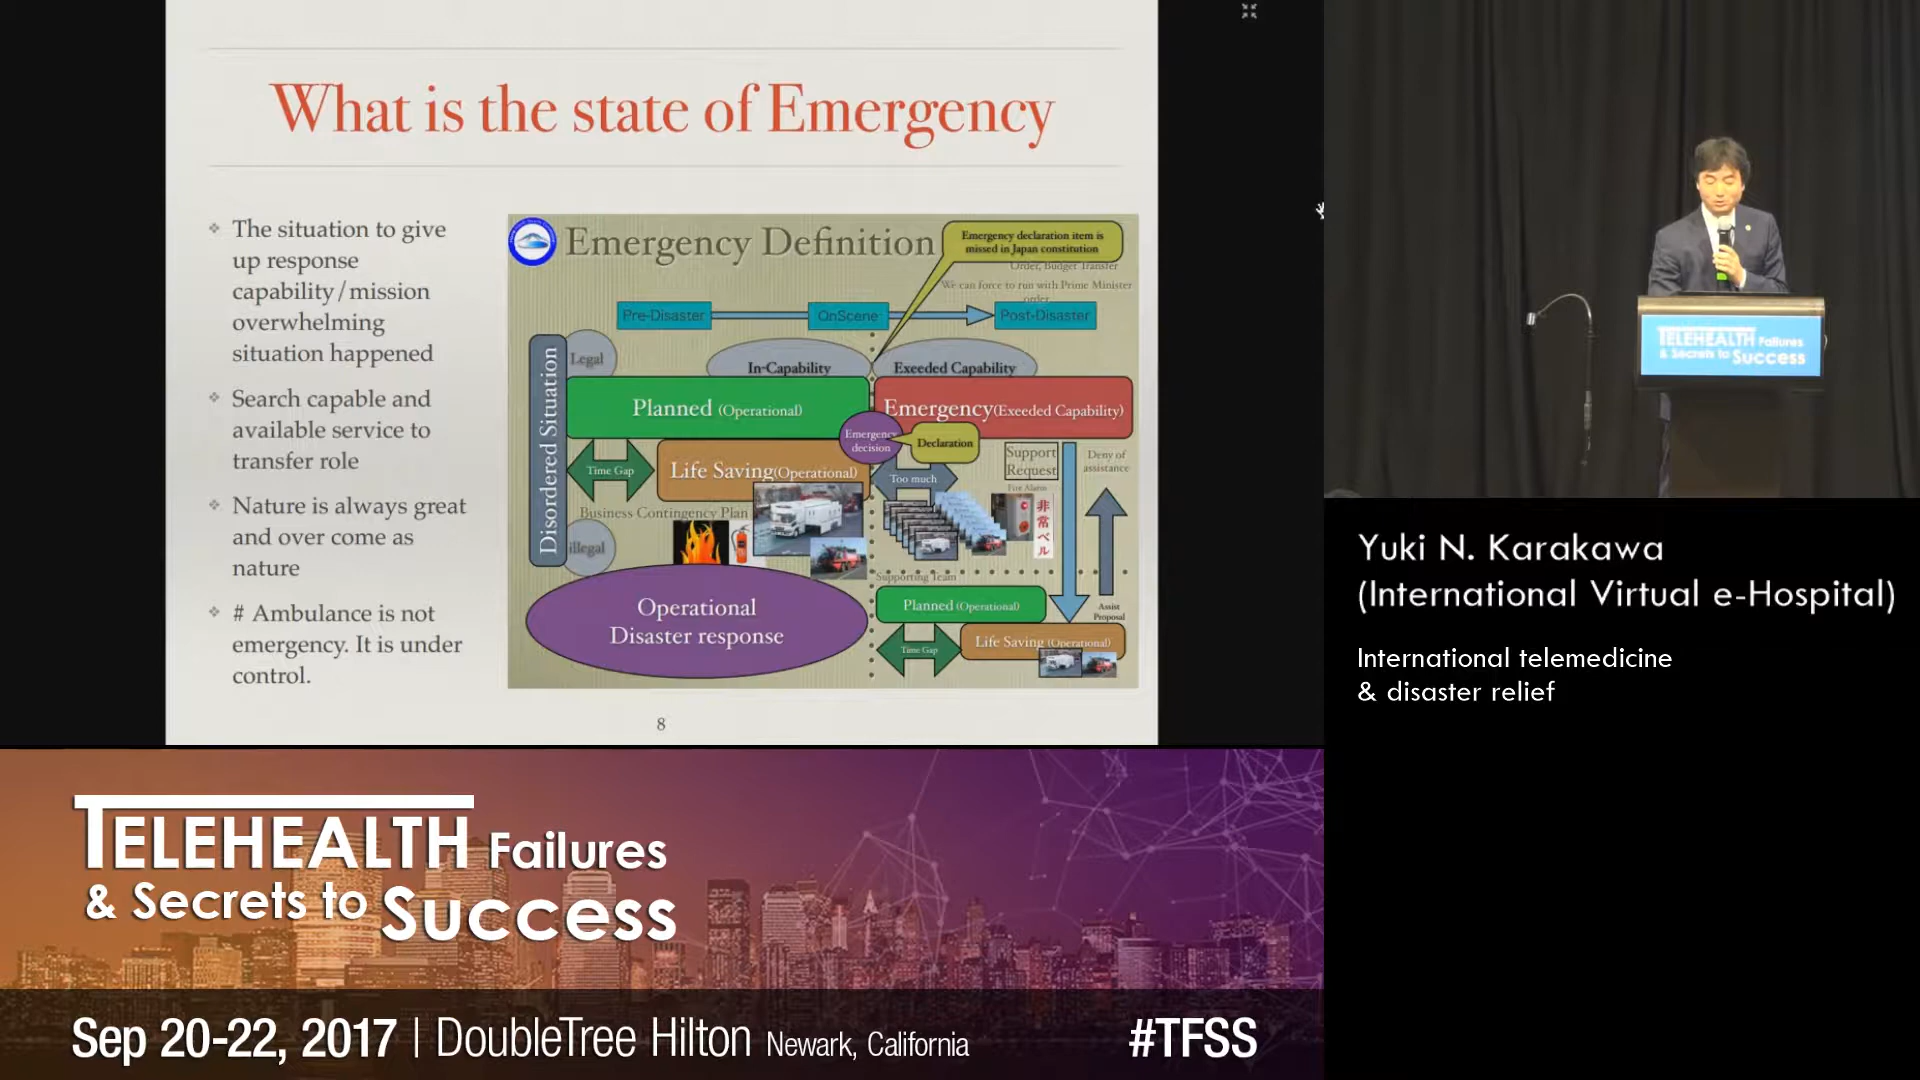 What is the state of Emergency
The situation to give
up response
capability/mission
overwhelming
situation happened
Search capable and
available service to
transfer role
Nature is always great
and over come as
nature
# Ambulance is not
emergency. It is under
control.
Emergency Definition
Emergency declaration item is
missed in Japan constitution
Order, Budget Transfer
We can force to run with Prime Minister
order
Pre-Disaster
OnScene
Post-Disaster
Disordered Situation
Legal
In-Capability
Exeeded Capability
Planned (Operational)
Emergency(Exeeded Capability)
Emergency
decision
Declaration
Time Gap
Life Saving(Operational)
Too much
Support
Request
Deny of
assistance
Fire Alarm
Business Contingency Plan
非常ベル
illegal
Supporting Team
Operational
Disaster response
Planned (Operational)
Assist
Proposal
Time Gap
Life Saving (Operational)
8
TELEHEALTH Failures
& Secrets to Success
Yuki N. Karakawa
(International Virtual e-Hospital)
International telemedicine
& disaster relief
TELEHEALTH Failures
& Secrets to Success
Sep 20-22, 2017 | DoubleTree Hilton Newark, California
#TFSS